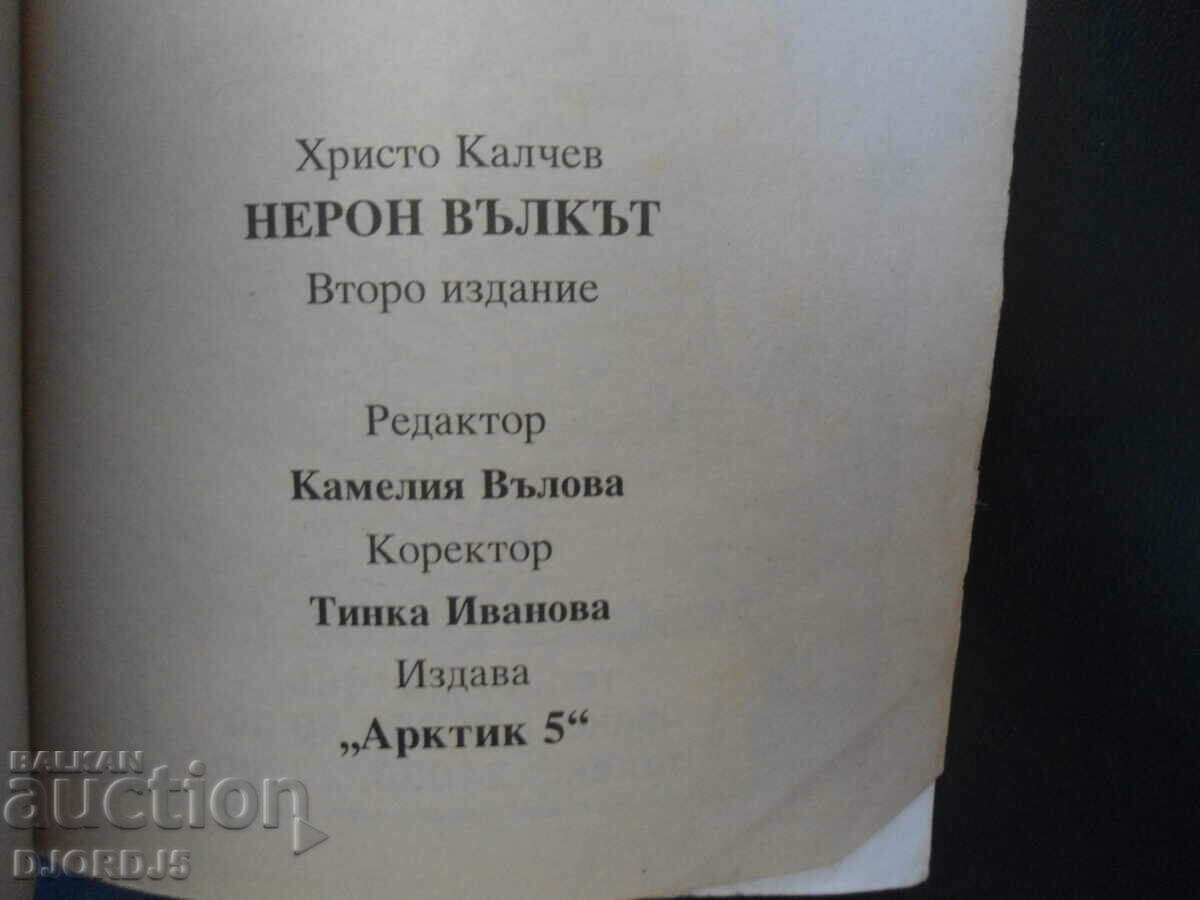 Христо Калчев
НЕРОН ВЪЛКЪТ
Второ издание
Редактор
Камелия Вълова
Коректор
Тинка Иванова
Издава
„Арктик 5“
BALKAN
auction
DJORDJ5